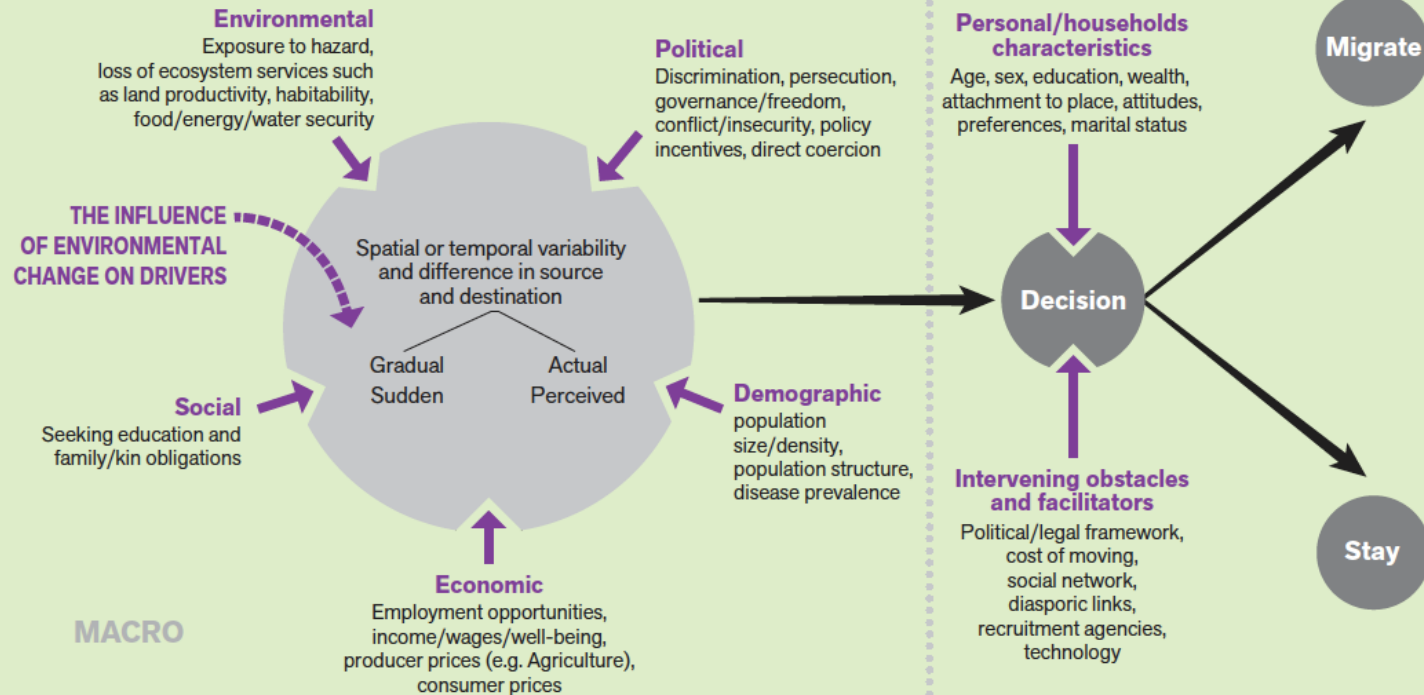 Environmental
Exposure to hazard,
loss of ecosystem services such
as land productivity, habitability,
food/energy/water security
Political
Discrimination, persecution,
governance/freedom,
conflict/insecurity, policy
incentives, direct coercion
THE INFLUENCE
OF ENVIRONMENTAL
CHANGE ON DRIVERS
Spatial or temporal variability
and difference in source
and destination
Gradual
Sudden
Actual
Perceived
Social
Seeking education and
family/kin obligations
Demographic
population
size/density,
population structure,
disease prevalence
Economic
Employment opportunities,
income/wages/well-being,
producer prices (e.g. Agriculture),
consumer prices
MACRO
Personal/households
characteristics
Age, sex, education, wealth,
attachment to place, attitudes,
preferences, marital status
Decision
Intervening obstacles
and facilitators
Political/legal framework,
cost of moving,
social network,
diasporic links,
recruitment agencies,
technology
Migrate
Stay